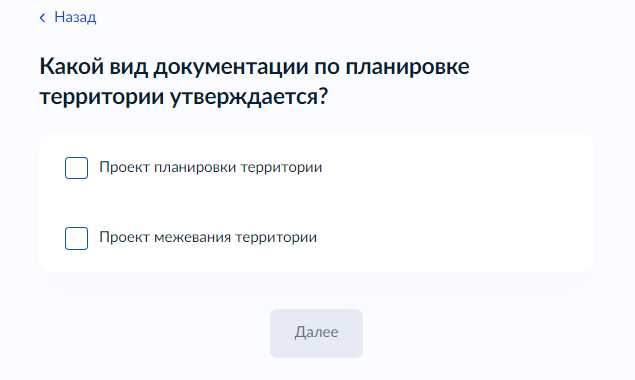 Назад
Какой вид документации по планировке
территории утверждается?
Проект планировки территории
Проект межевания территории
Далее